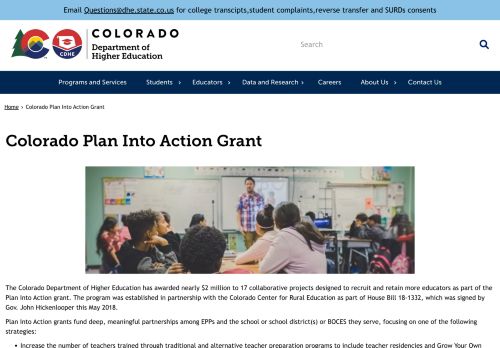 Email Questions@dhe.state.co.us for college transcipts,student complaints,reverse transfer and SURDs consents
COLORADO
Department of
Higher Education
CDHE
Search
Programs and Services
Students
Educators
Data and Research
Careers
About Us
Contact Us
Home > Colorado Plan Into Action Grant
Colorado Plan Into Action Grant
The Colorado Department of Higher Education has awarded nearly $2 million to 17 collaborative projects designed to recruit and retain more educators as part of the
Plan Into Action grant. The program was established in partnership with the Colorado Center for Rural Education as part of House Bill 18-1332, which was signed by
Gov. John Hickenlooper this May 2018.
Plan Into Action grants fund deep, meaningful partnerships among EPPs and the school or school district(s) or BOCES they serve, focusing on one of the following
strategies:
• Increase the number of teachers trained through traditional and alternative teacher preparation programs to include teacher residencies and Grow Your Own